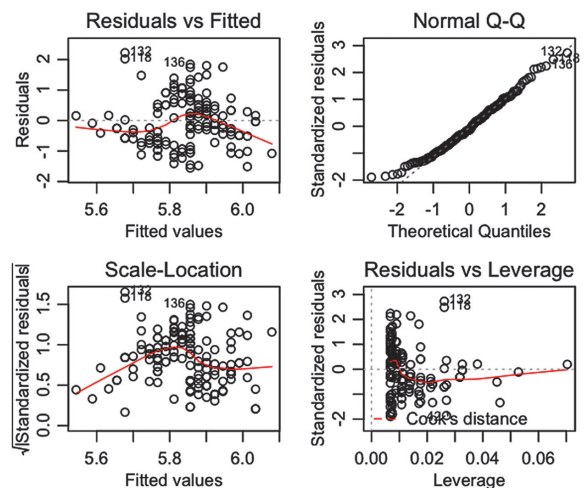 Residuals vs Fitted
Residuals
2
1
0
-1
-2
132
118
136
5.6 5.8 6.0
Fitted values
Normal Q-Q
Standardized residuals
3
2
0
-2
132
118
136
-2 -1 0 1 2
Theoretical Quantiles
Scale-Location
√|Standardized residuals|
1.5
1.0
0.5
0.0
132
118
136
5.6 5.8 6.0
Fitted values
Residuals vs Leverage
Standardized residuals
3
2
0
-2
132
118
Cook's distance
0.00 0.02 0.04 0.06
Leverage